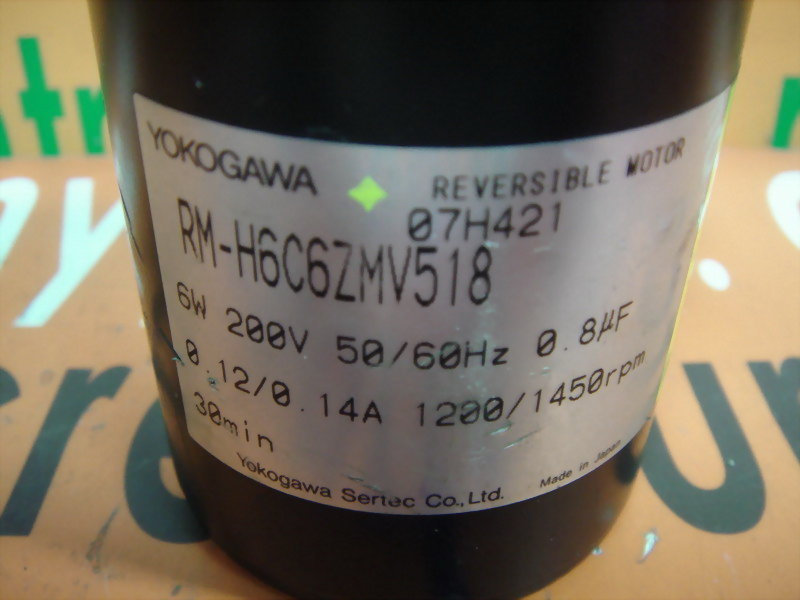 YOKOGAWA REVERSIBLE MOTOR
07H421
RM-H6C6ZMV518
6W 200V 50/60Hz 0.8μF
0.12/0.14A 1200/1450rpm
30min
Yokogawa Sertec Co.,Ltd. Made in Japan